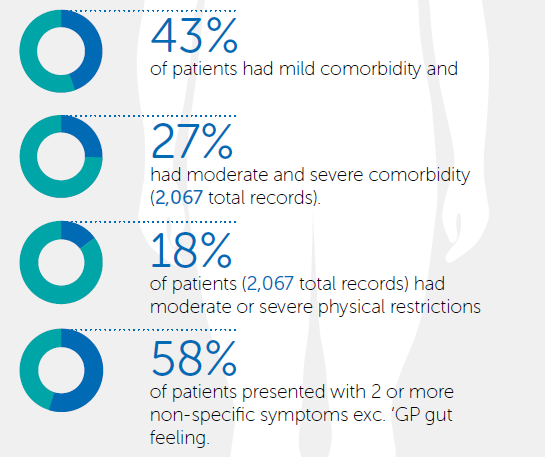 43%
of patients had mild comorbidity and
27%
had moderate and severe comorbidity
(2,067 total records).
18%
of patients (2,067 total records) had
moderate or severe physical restrictions
58%
of patients presented with 2 or more
non-specific symptoms exc. ‘GP gut
feeling.